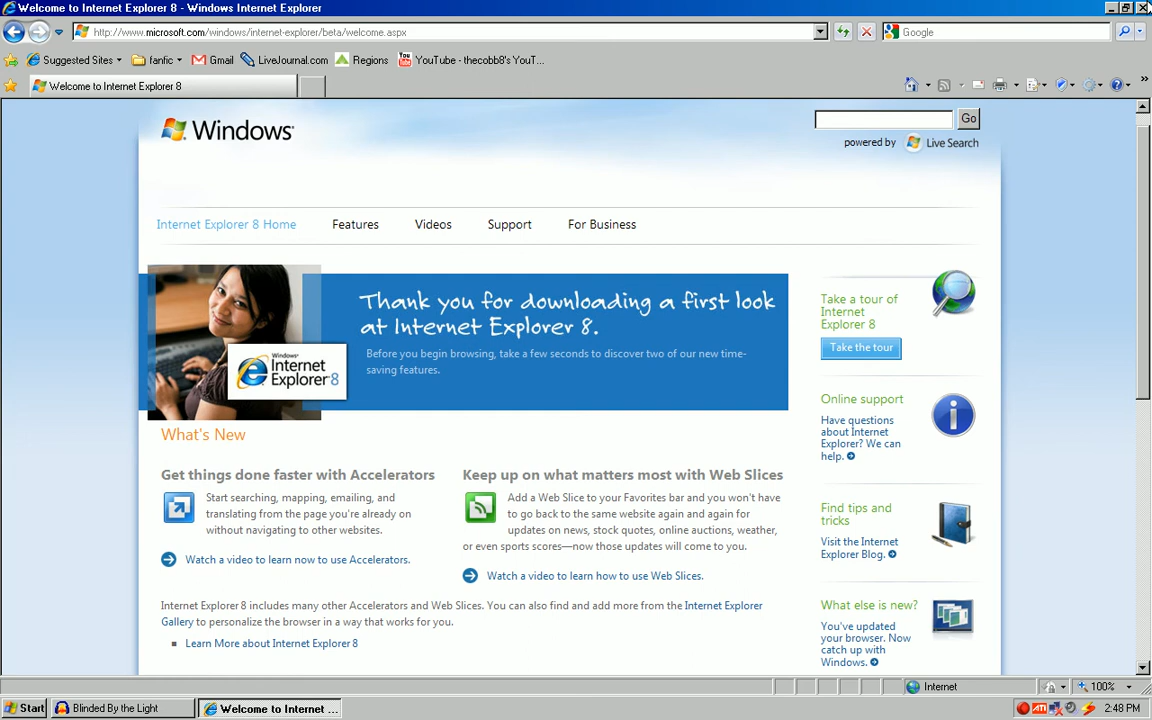 Welcome to Internet Explorer 8 - Windows Internet Explorer
http://www.microsoft.com/windows/internet-explorer/beta/welcome.aspx
Google
Suggested Sites
fanfic
Gmail
LiveJournal.com
Regions
YouTube - thecobb8's YouT...
Welcome to Internet Explorer 8
Windows
Go
powered by Live Search
Internet Explorer 8 Home
Features
Videos
Support
For Business
Thank you for downloading a first look
at Internet Explorer 8.
Before you begin browsing, take a few seconds to discover two of our new time-
saving features.
Windows
Internet
Explorer 8
What's New
Get things done faster with Accelerators
Start searching, mapping, emailing, and
translating from the page you're already on
without navigating to other websites.
Watch a video to learn now to use Accelerators.
Keep up on what matters most with Web Slices
Add a Web Slice to your Favorites bar and you won't have
to go back to the same website again and again for
updates on news, stock quotes, online auctions, weather,
or even sports scores—now those updates will come to you.
Watch a video to learn how to use Web Slices.
Internet Explorer 8 includes many other Accelerators and Web Slices. You can also find and add more from the Internet Explorer
Gallery to personalize the browser in a way that works for you.
Learn More about Internet Explorer 8
Take a tour of
Internet Explorer
8
Take the tour
Online support
Have questions
about Internet
Explorer? We can
help.
Find tips and
tricks
Visit the Internet
Explorer Blog.
What else is new?
You've updated
your browser. Now
catch up with
Windows.
Internet
100%
Start
Blinded By the Light
Welcome to Internet ...
ATI
2:48 PM